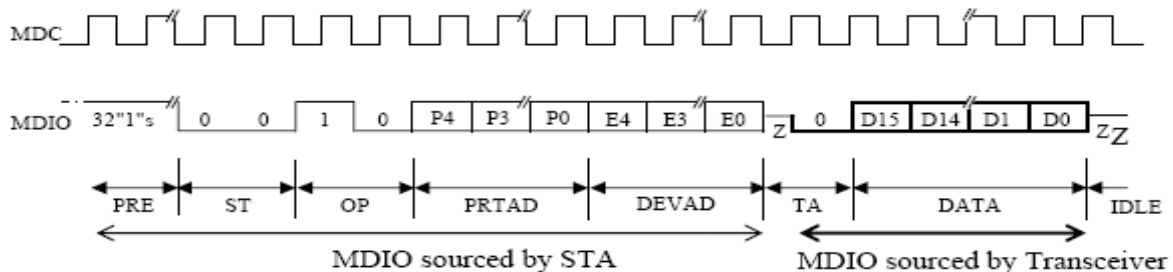 MDC
MDIO 32"1"s 0 0 1 0 P4 P3 P0 E4 E3 E0 Z 0 D15 D14 D1 D0 Z Z
PRE ST OP PRTAD DEVAD TA DATA IDLE
MDIO sourced by STA MDIO sourced by Transceiver